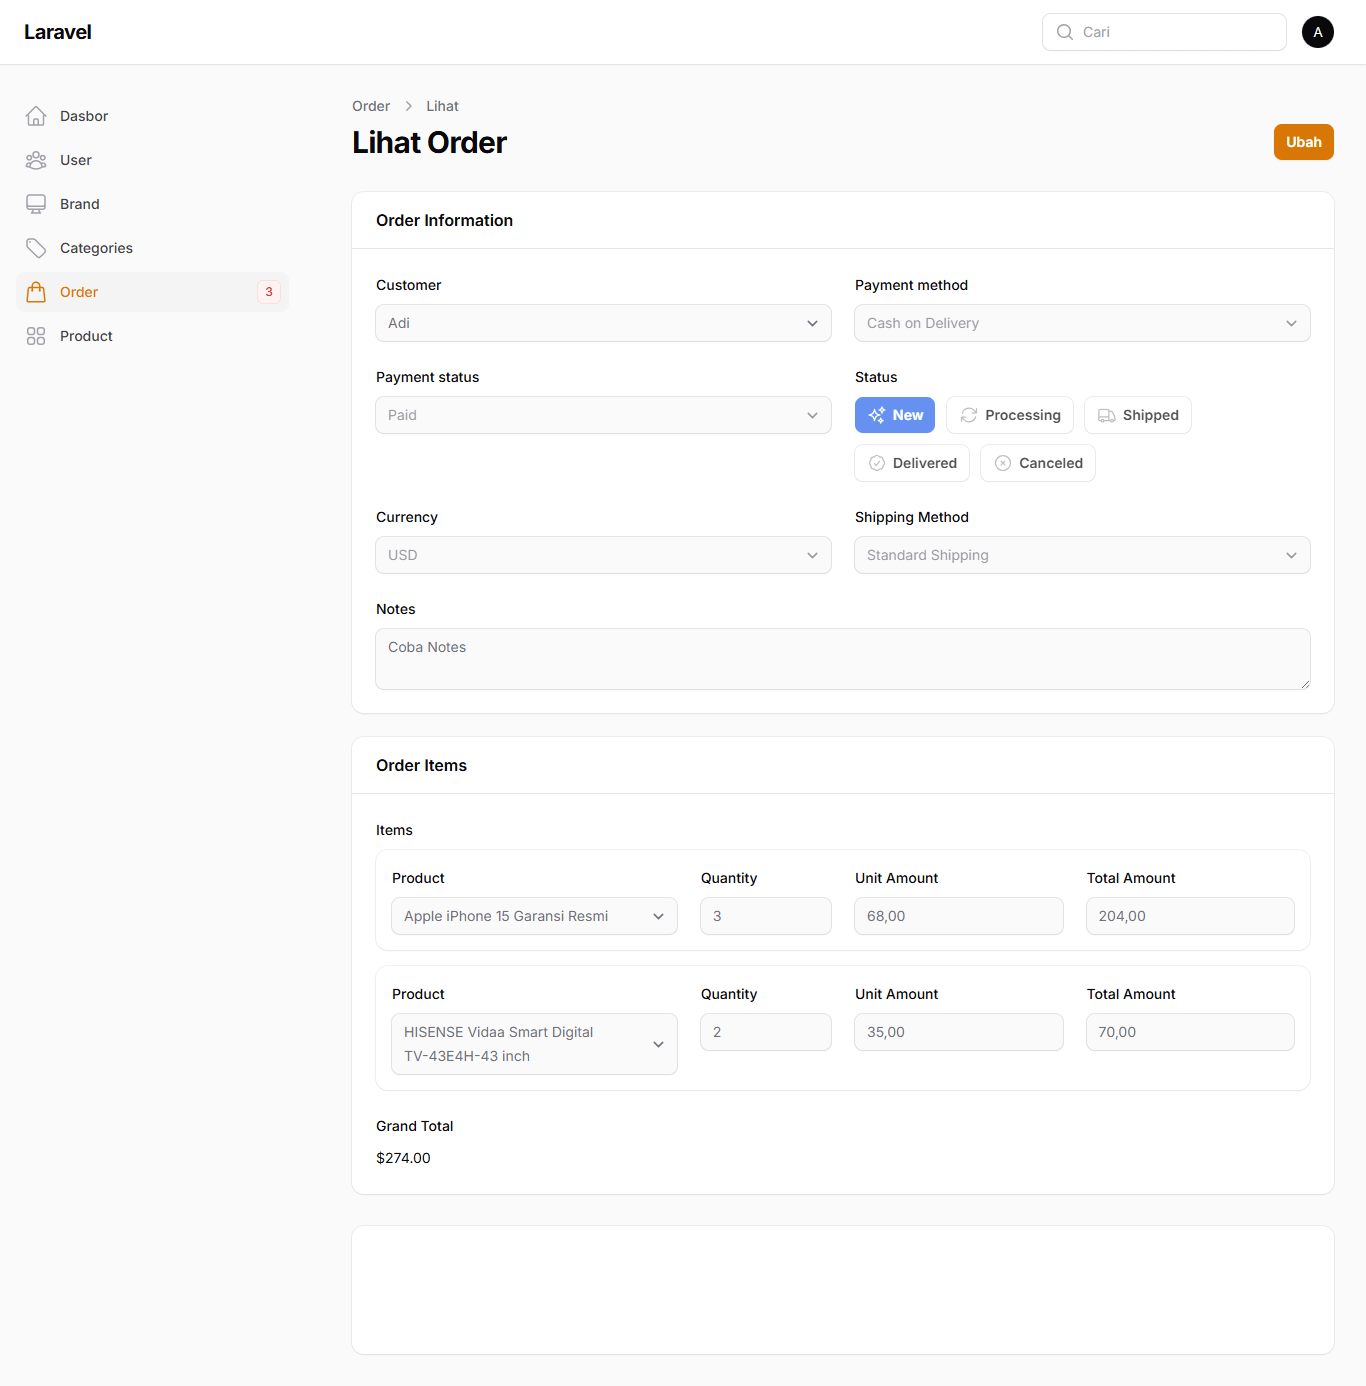 Laravel
Cari
A
Dasbor
User
Brand
Categories
Order
3
Product
Order
Lihat
Lihat Order
Ubah
Order Information
Customer
Payment method
Adi
Cash on Delivery
Payment status
Status
Paid
New
Processing
Shipped
Delivered
Canceled
Currency
Shipping Method
USD
Standard Shipping
Notes
Coba Notes
Order Items
Items
Product
Quantity
Unit Amount
Total Amount
Apple iPhone 15 Garansi Resmi
3
68,00
204,00
Product
Quantity
Unit Amount
Total Amount
HISENSE Vidaa Smart Digital
TV-43E4H-43 inch
2
35,00
70,00
Grand Total
$274.00